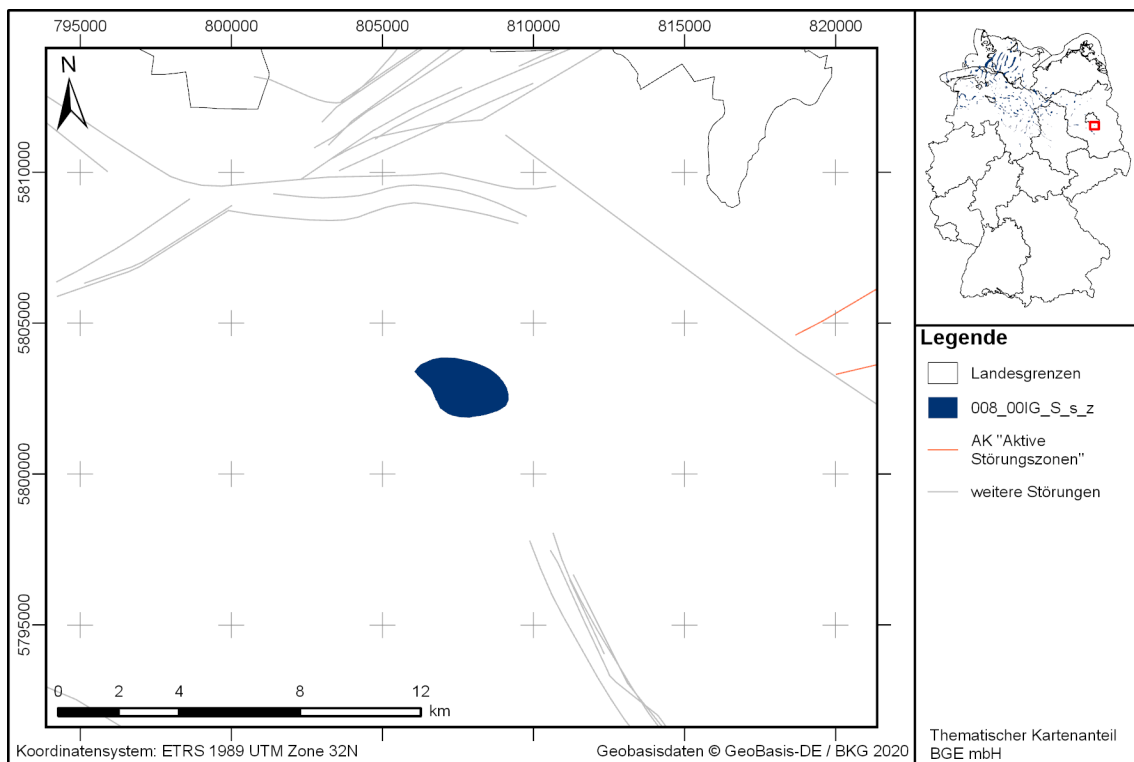 795000 800000 805000 810000 815000 820000
N
5810000
5805000
5800000
5795000
0 2 4 8 12
km
Koordinatensystem: ETRS 1989 UTM Zone 32N
Geobasisdaten © GeoBasis-DE / BKG 2020
Legende
Landesgrenzen
008_00IG_S_s_z
AK "Aktive
Störungszonen"
weitere Störungen
Thematischer Kartenanteil
BGE mbH